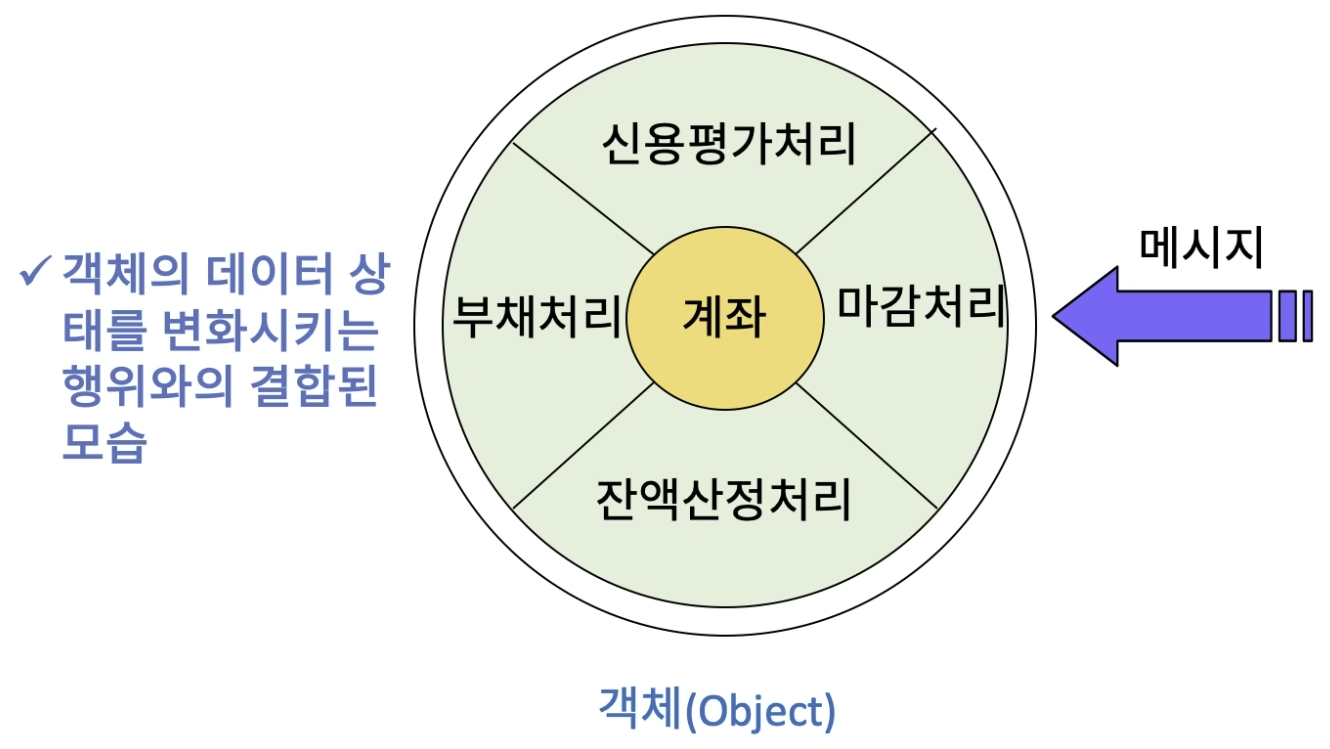 신용평가처리
메시지
✓ 객체의 데이터 상
태를 변화시키는
행위와의 결합된
모습
부채처리
계좌
마감처리
잔액산정처리
객체(Object)